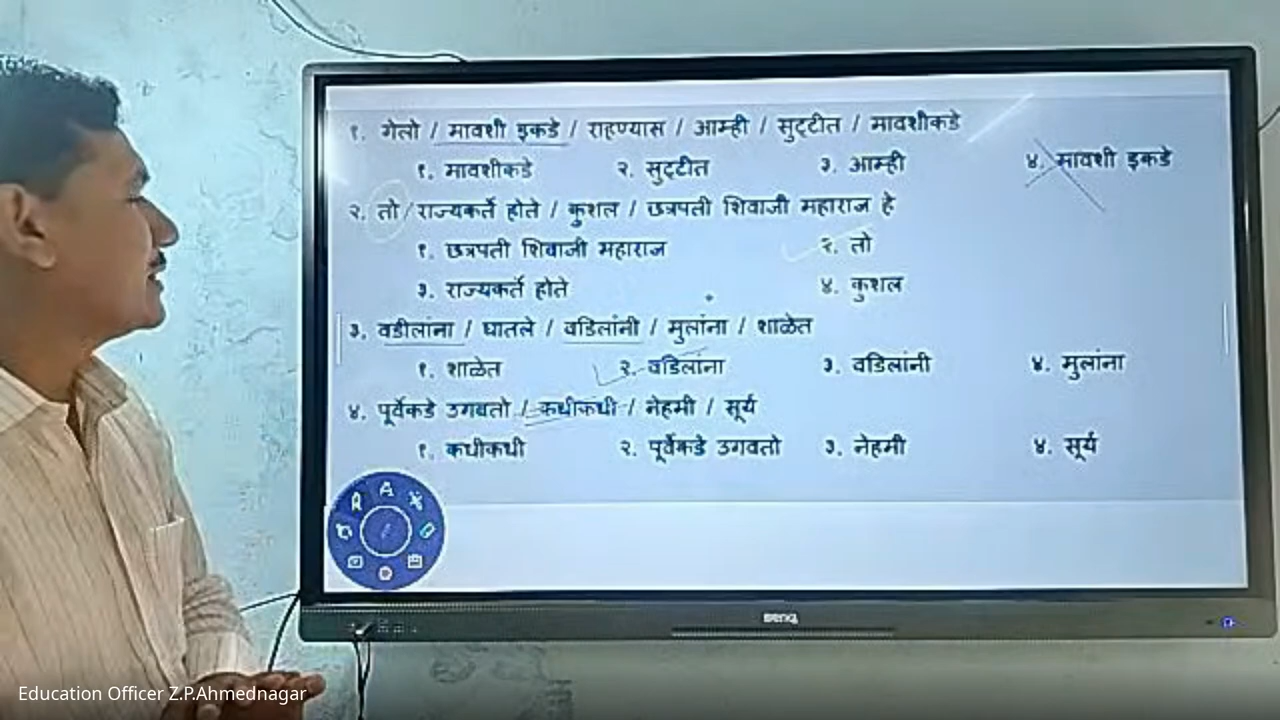 १. गेलो / मावशी इकडे / राहण्यास / आम्ही / सुट्टीत / मावशीकडे
१. मावशीकडे २. सुट्टीत ३. आम्ही ४. मावशी इकडे
२. तो / राज्यकर्ते होते / कुशल / छत्रपती शिवाजी महाराज हे
१. छत्रपती शिवाजी महाराज २. तो
३. राज्यकर्ते होते ४. कुशल
३. वडीलांना / घातले / वडिलांनी / मुलांना / शाळेत
१. शाळेत २. वडिलांना ३. वडिलांनी ४. मुलांना
४. पूर्वेकडे उगवतो / कधीकधी / नेहमी / सूर्य
१. कधीकधी २. पूर्वेकडे उगवतो ३. नेहमी ४. सूर्य
BenQ
Education Officer Z.P.Ahmednagar